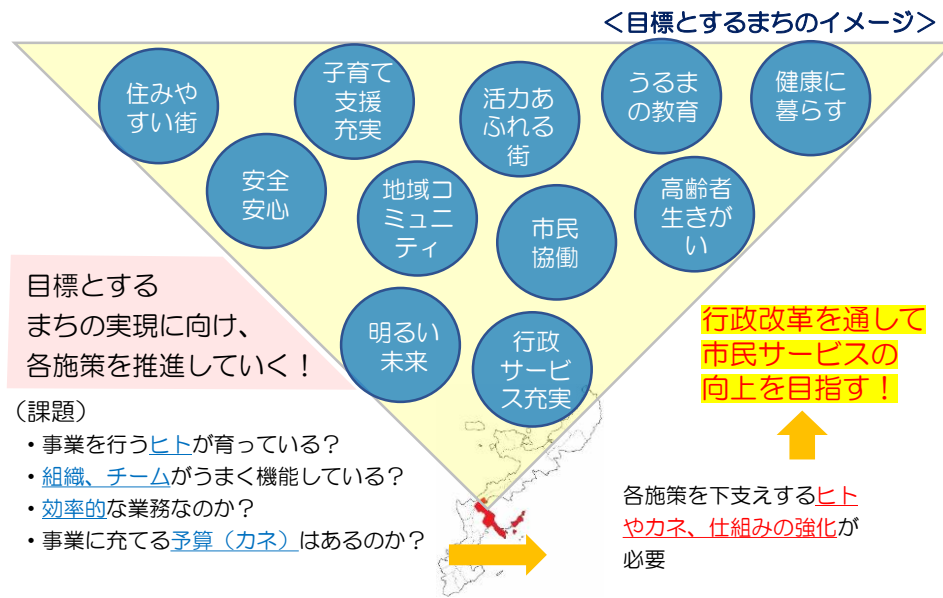 ＜目標とするまちのイメージ＞
住みや
すい街
子育て
支援
充実
活力あ
ふれる
街
うるま
の教育
健康に
暮らす
安全
安心
地域コ
ミュニ
ティ
市民
協働
高齢者
生きが
い
明るい
未来
行政
サービ
ス充実
目標とする
まちの実現に向け、
各施策を推進していく！
（課題）
・事業を行うヒトが育っている？
・組織、チームがうまく機能している？
・効率的な業務なのか？
・事業に充てる予算（カネ）はあるのか？
行政改革を通して
市民サービスの
向上を目指す！
各施策を下支えするヒト
やカネ、仕組みの強化が
必要